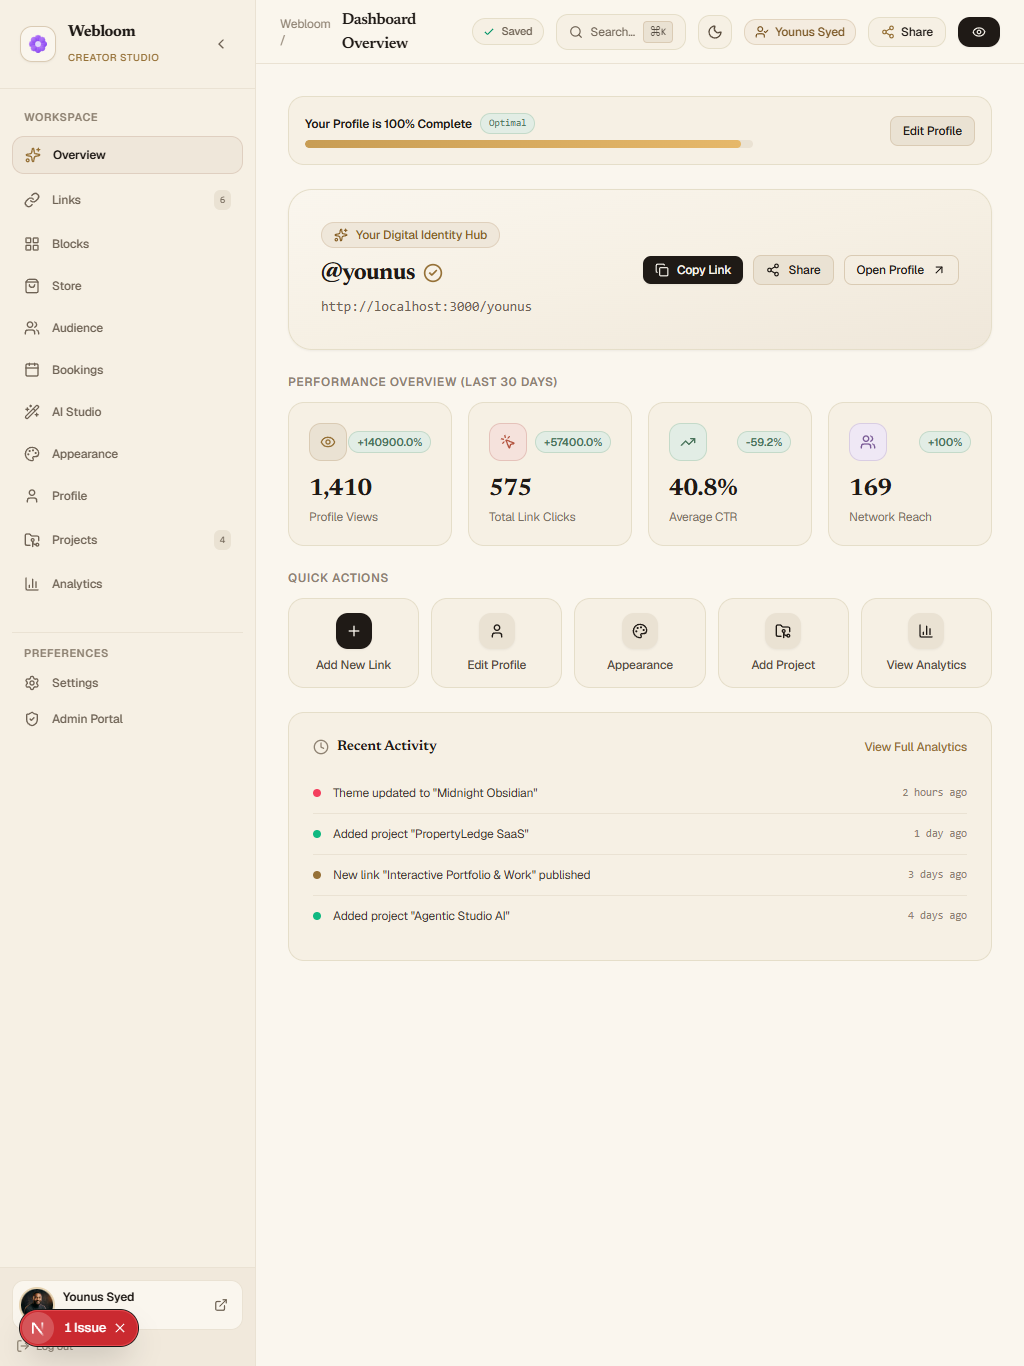 Webloom
CREATOR STUDIO
WORKSPACE
Overview
Links 6
Blocks
Store
Audience
Bookings
AI Studio
Appearance
Profile
Projects 4
Analytics
PREFERENCES
Settings
Admin Portal
Younus Syed
1 Issue
Log out
Webloom /
Dashboard Overview
Saved
Search... ⌘K
Younus Syed
Share
Your Profile is 100% Complete Optimal
Edit Profile
Your Digital Identity Hub
@younus
http://localhost:3000/younus
Copy Link
Share
Open Profile
PERFORMANCE OVERVIEW (LAST 30 DAYS)
+140900.0%
1,410
Profile Views
+57400.0%
575
Total Link Clicks
-59.2%
40.8%
Average CTR
+100%
169
Network Reach
QUICK ACTIONS
Add New Link
Edit Profile
Appearance
Add Project
View Analytics
Recent Activity
View Full Analytics
Theme updated to "Midnight Obsidian" 2 hours ago
Added project "PropertyLedge SaaS" 1 day ago
New link "Interactive Portfolio & Work" published 3 days ago
Added project "Agentic Studio AI" 4 days ago